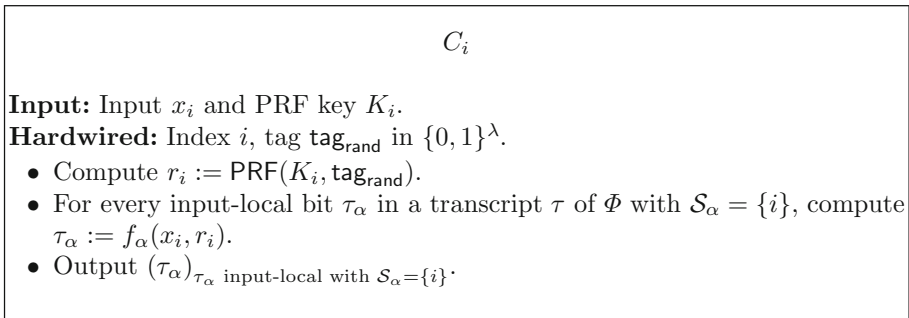 C_i
Input: Input x_i and PRF key K_i.
Hardwired: Index i, tag tag_rand in {0, 1}^λ.
• Compute r_i := PRF(K_i, tag_rand).
• For every input-local bit τ_α in a transcript τ of Φ with S_α = {i}, compute
τ_α := f_α(x_i, r_i).
• Output (τ_α)_{τ_α input-local with S_α={i}}.